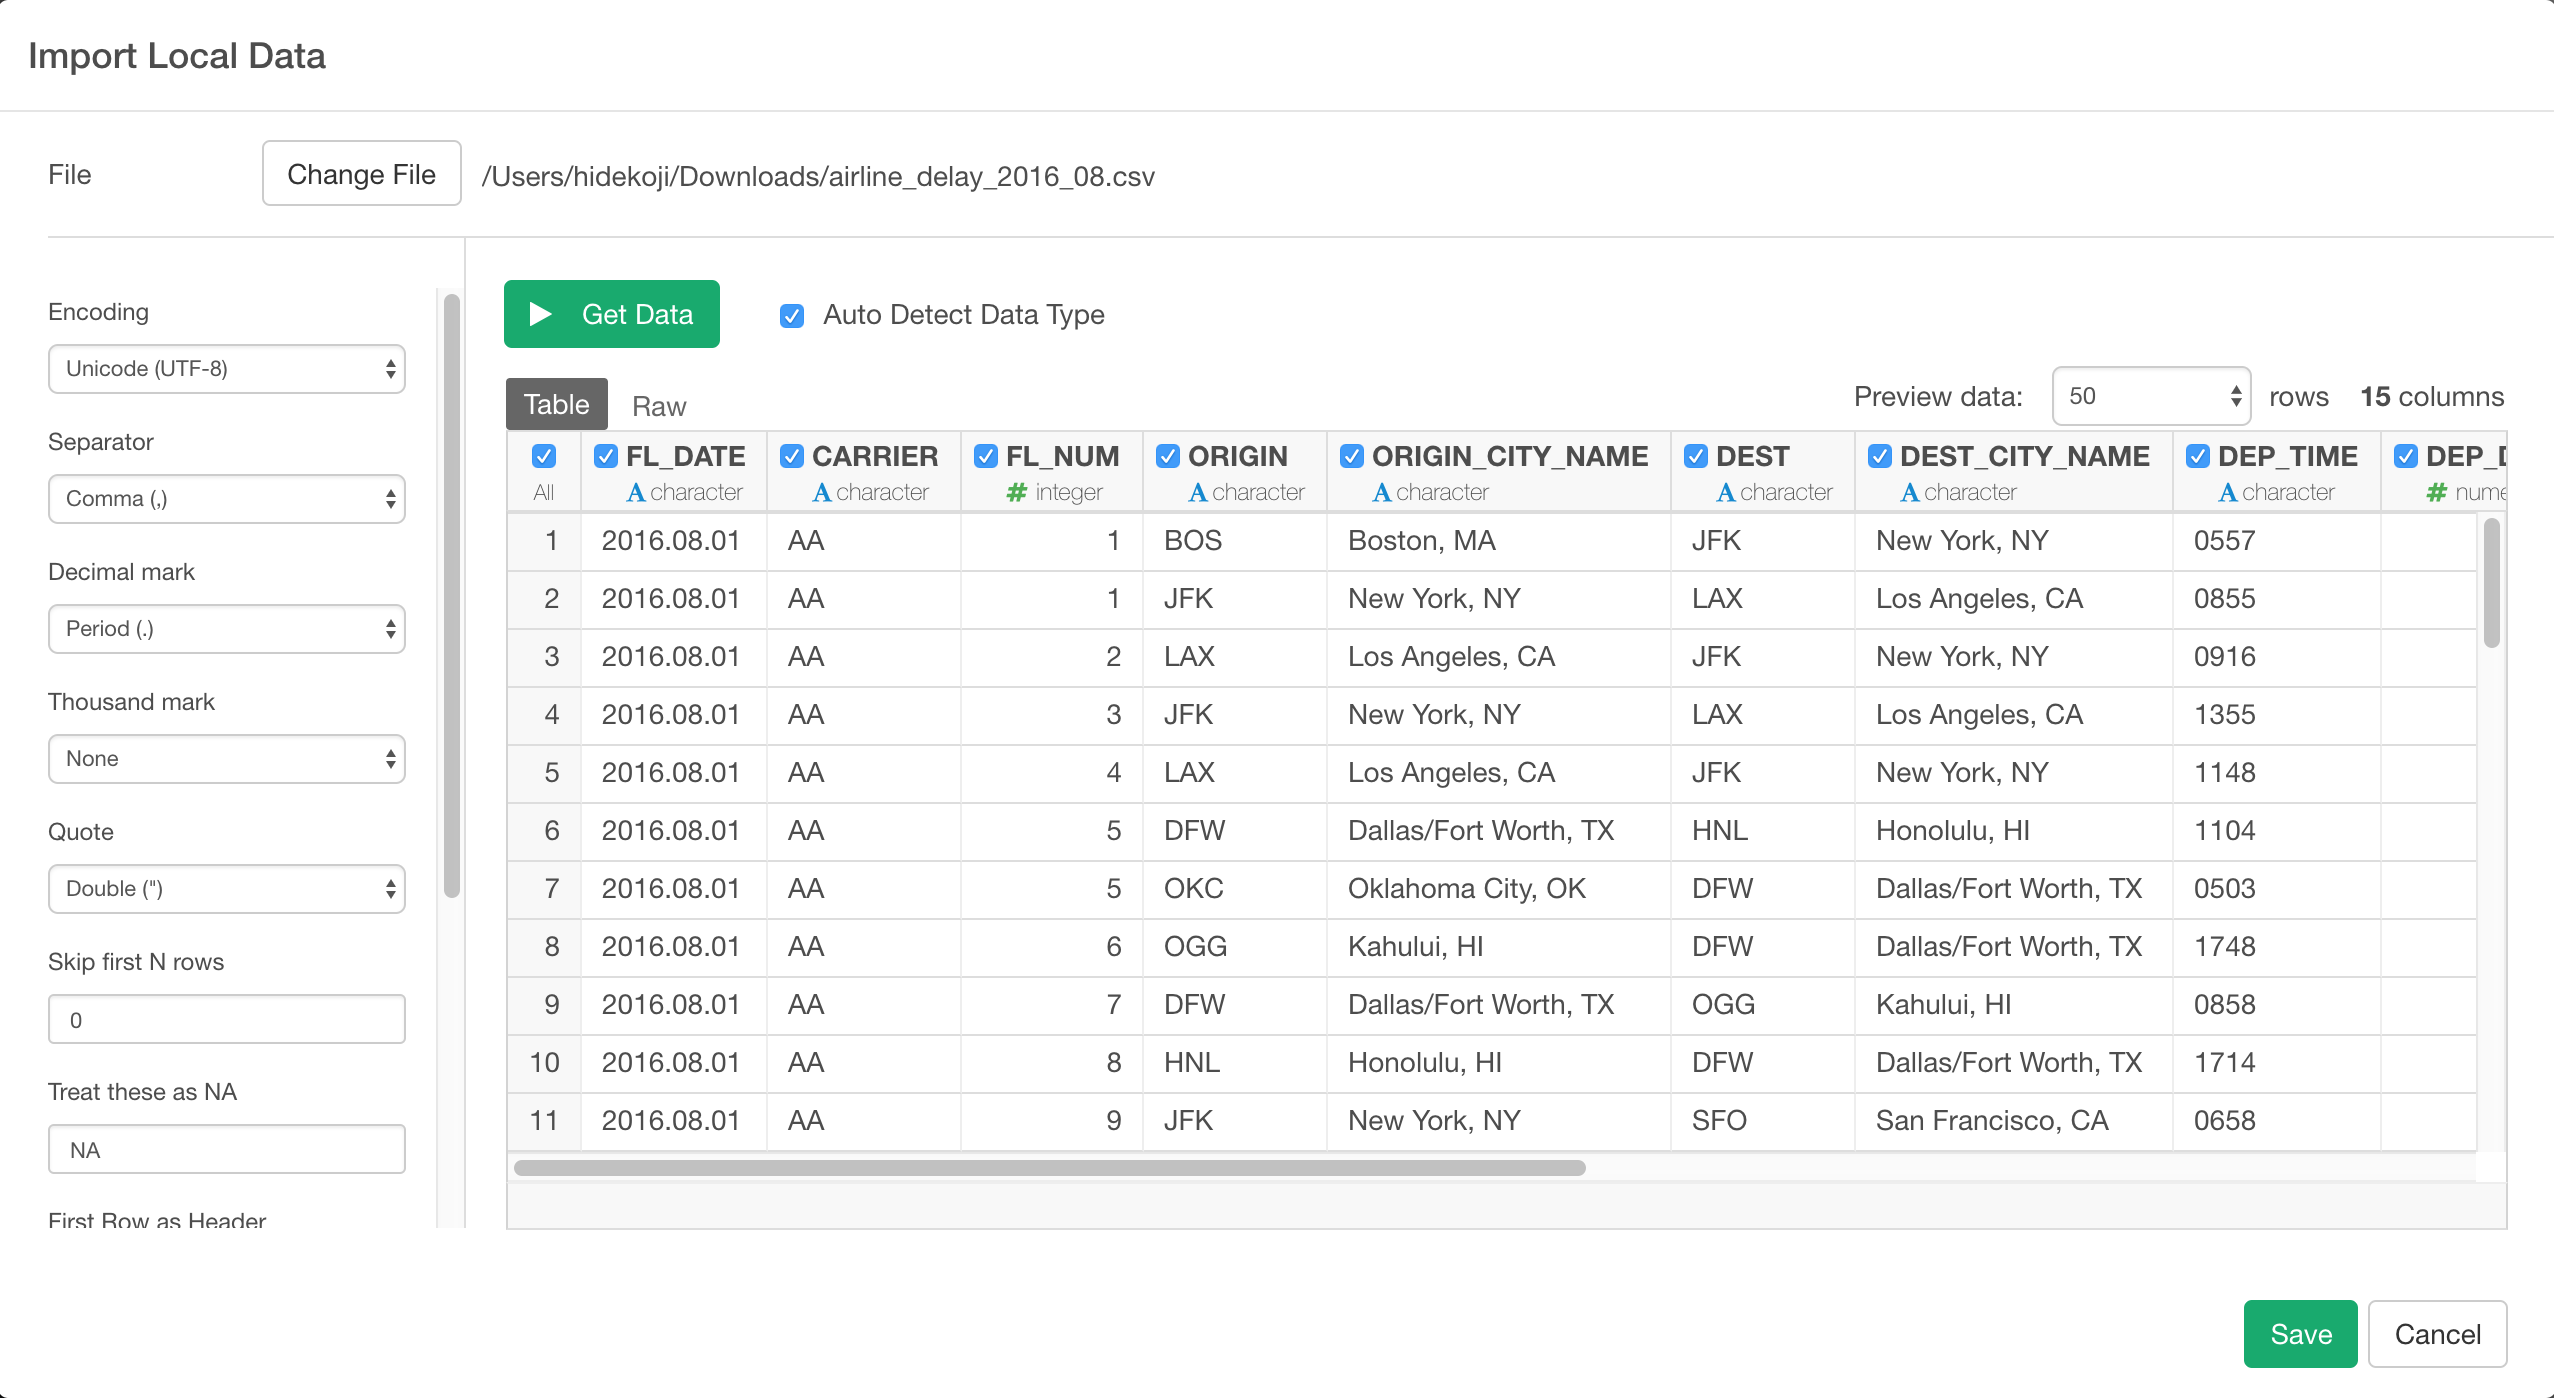 Import Local Data
File Change File /Users/hidekoji/Downloads/airline_delay_2016_08.csv
Encoding
Unicode (UTF-8)
Separator
Comma (,)
Decimal mark
Period (.)
Thousand mark
None
Quote
Double (")
Skip first N rows
0
Treat these as NA
NA
First Row as Header
Get Data Auto Detect Data Type
Table Raw Preview data: 50 rows 15 columns
FL_DATE CARRIER FL_NUM ORIGIN ORIGIN_CITY_NAME DEST DEST_CITY_NAME DEP_TIME
All A character A character # integer A character A character A character A character A character #
1 2016.08.01 AA 1 BOS Boston, MA JFK New York, NY 0557
2 2016.08.01 AA 1 JFK New York, NY LAX Los Angeles, CA 0855
3 2016.08.01 AA 2 LAX Los Angeles, CA JFK New York, NY 0916
4 2016.08.01 AA 3 JFK New York, NY LAX Los Angeles, CA 1355
5 2016.08.01 AA 4 LAX Los Angeles, CA JFK New York, NY 1148
6 2016.08.01 AA 5 DFW Dallas/Fort Worth, TX HNL Honolulu, HI 1104
7 2016.08.01 AA 5 OKC Oklahoma City, OK DFW Dallas/Fort Worth, TX 0503
8 2016.08.01 AA 6 OGG Kahului, HI DFW Dallas/Fort Worth, TX 1748
9 2016.08.01 AA 7 DFW Dallas/Fort Worth, TX OGG Kahului, HI 0858
10 2016.08.01 AA 8 HNL Honolulu, HI DFW Dallas/Fort Worth, TX 1714
11 2016.08.01 AA 9 JFK New York, NY SFO San Francisco, CA 0658
Save Cancel